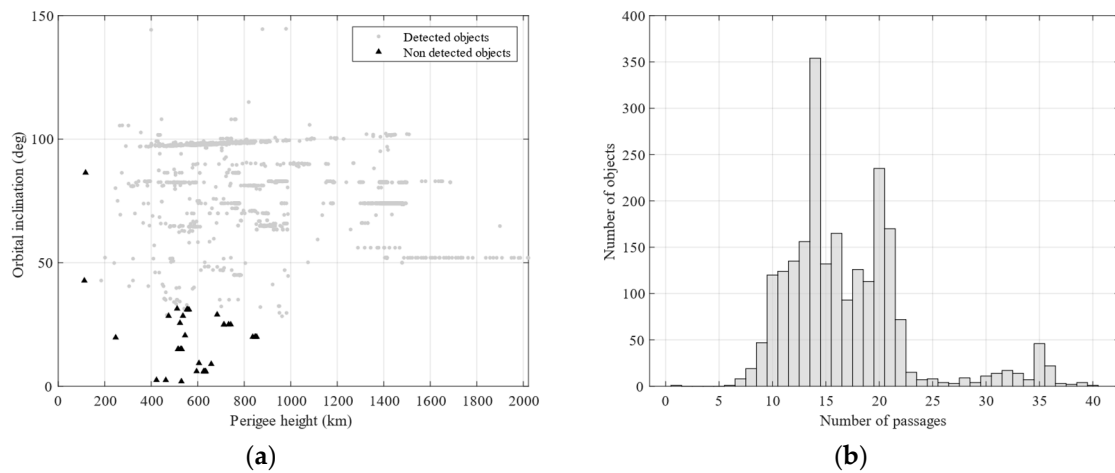 150
100
50
0
Orbital inclination (deg)
Detected objects
Non detected objects
0 200 400 600 800 1000 1200 1400 1600 1800 2000
Perigee height (km)
(a)
400
350
300
250
200
150
100
50
0
Number of objects
0 5 10 15 20 25 30 35 40
Number of passages
(b)